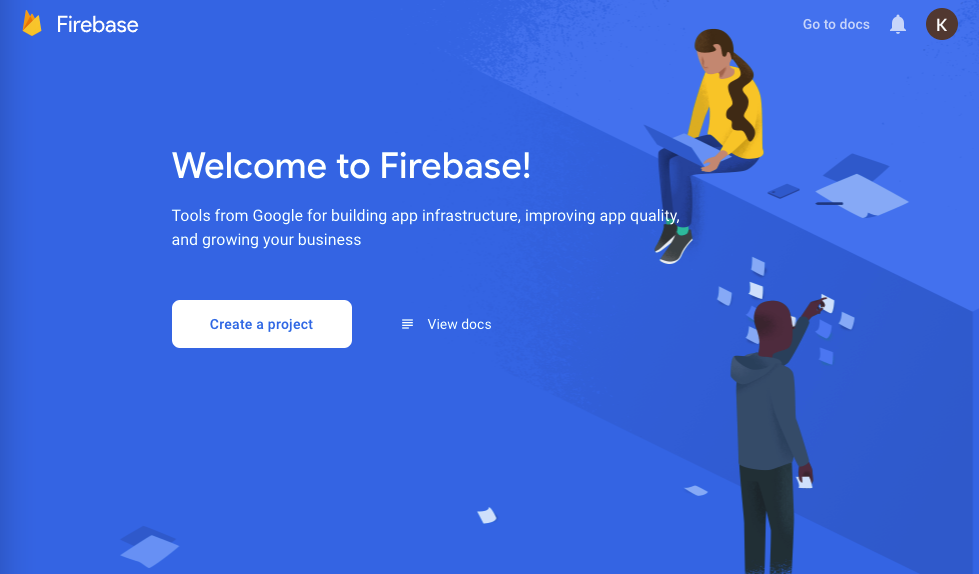 Firebase
Go to docs
K
Welcome to Firebase!
Tools from Google for building app infrastructure, improving app quality,
and growing your business
Create a project
View docs